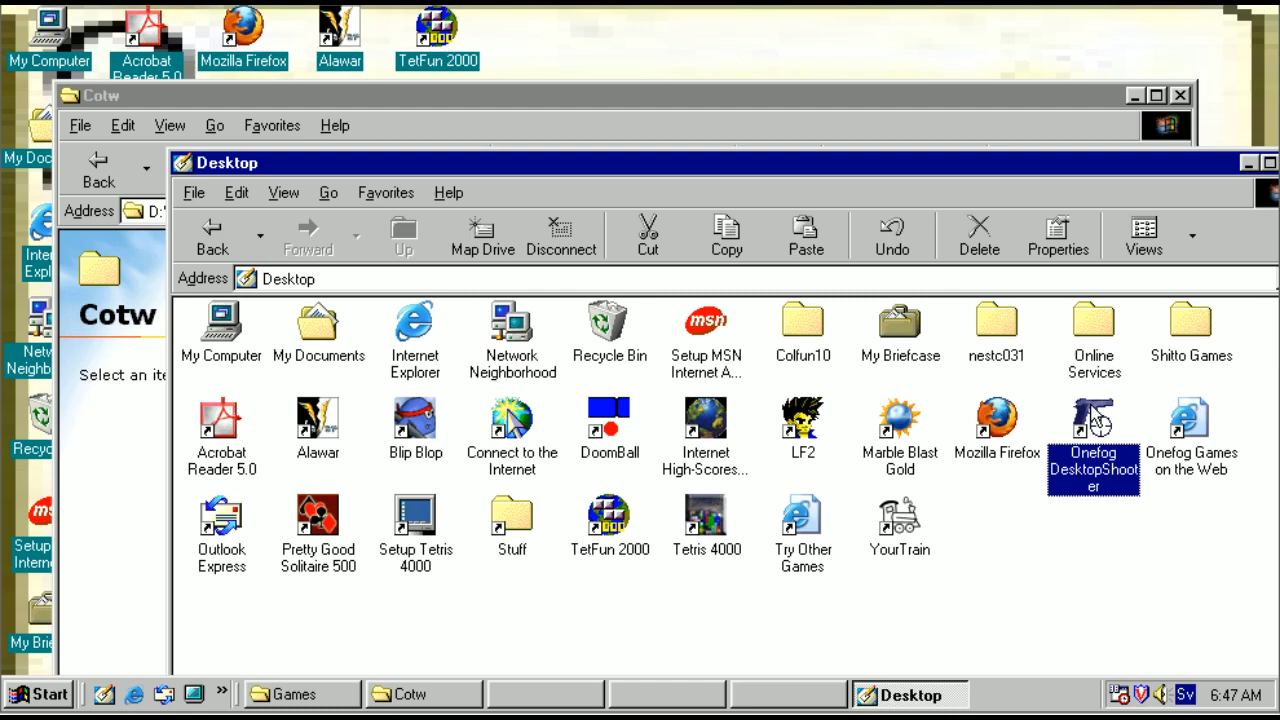 My Computer
Acrobat
Reader 5.0
Mozilla Firefox
Alawar
TetFun 2000
Cotw
File Edit View Go Favorites Help
My Doc
Back
Address D:\
Inter
Expl
Cotw
Netw
Neighb
Select an ite
Recyc
Setup
Intern
My Brie
Desktop
File Edit View Go Favorites Help
Back Forward Up Map Drive Disconnect Cut Copy Paste Undo Delete Properties Views
Address Desktop
My Computer
My Documents
Internet
Explorer
Network
Neighborhood
Recycle Bin
msn
Setup MSN
Internet A...
Colfun10
My Briefcase
nestc031
Online
Services
Shitto Games
Acrobat
Reader 5.0
Alawar
Blip Blop
Connect to the
Internet
DoomBall
Internet
High-Scores...
LF2
Marble Blast
Gold
Mozilla Firefox
Onefog
DesktopShoot
er
Onefog Games
on the Web
Outlook
Express
Pretty Good
Solitaire 500
Setup Tetris
4000
Stuff
TetFun 2000
Tetris 4000
Try Other
Games
YourTrain
Start » Games Cotw Desktop Sv 6:47 AM